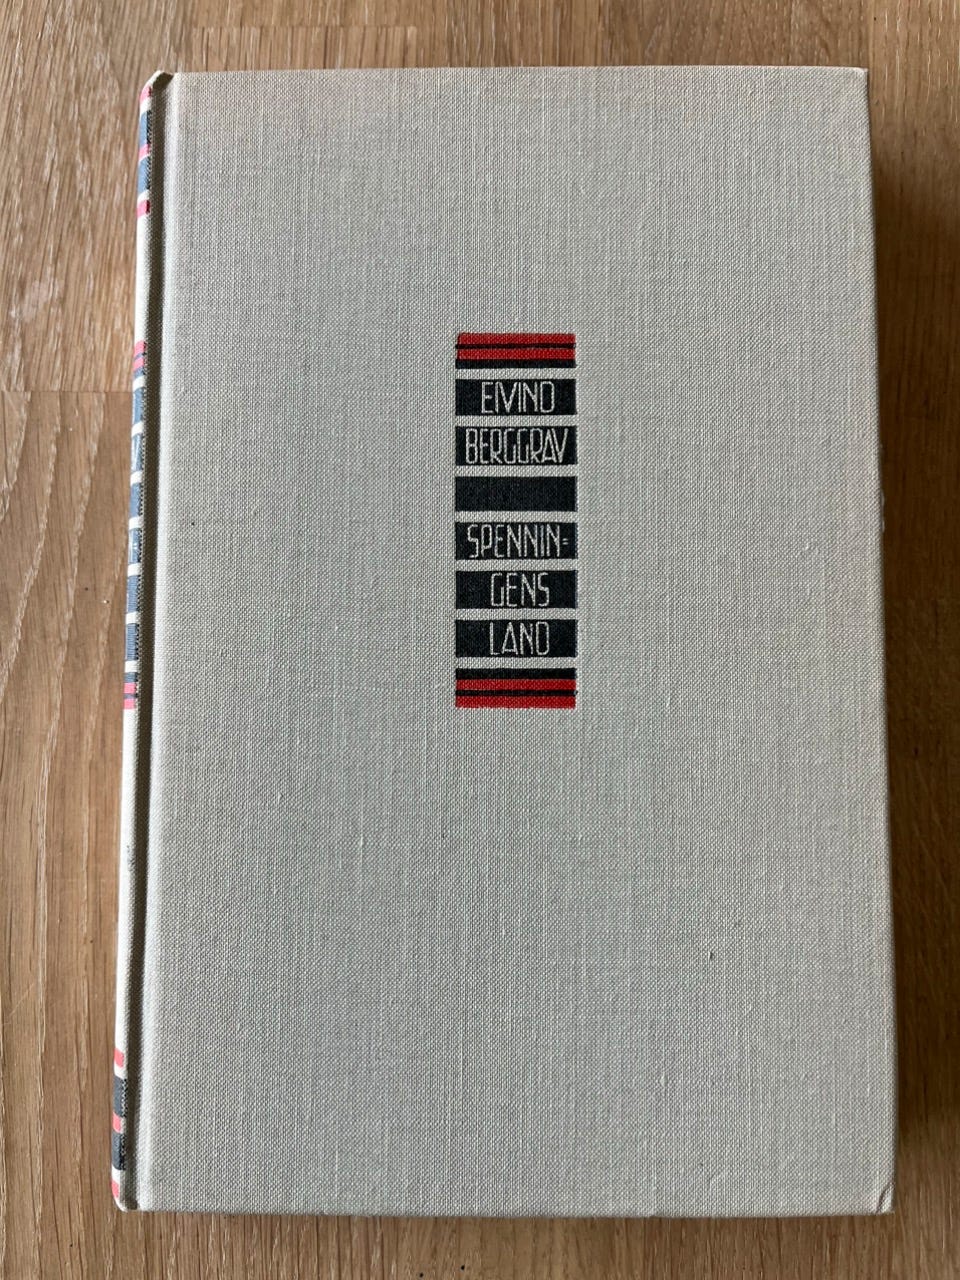 EIVIND
BERGGRAV
SPENNIN=
GENS
LAND